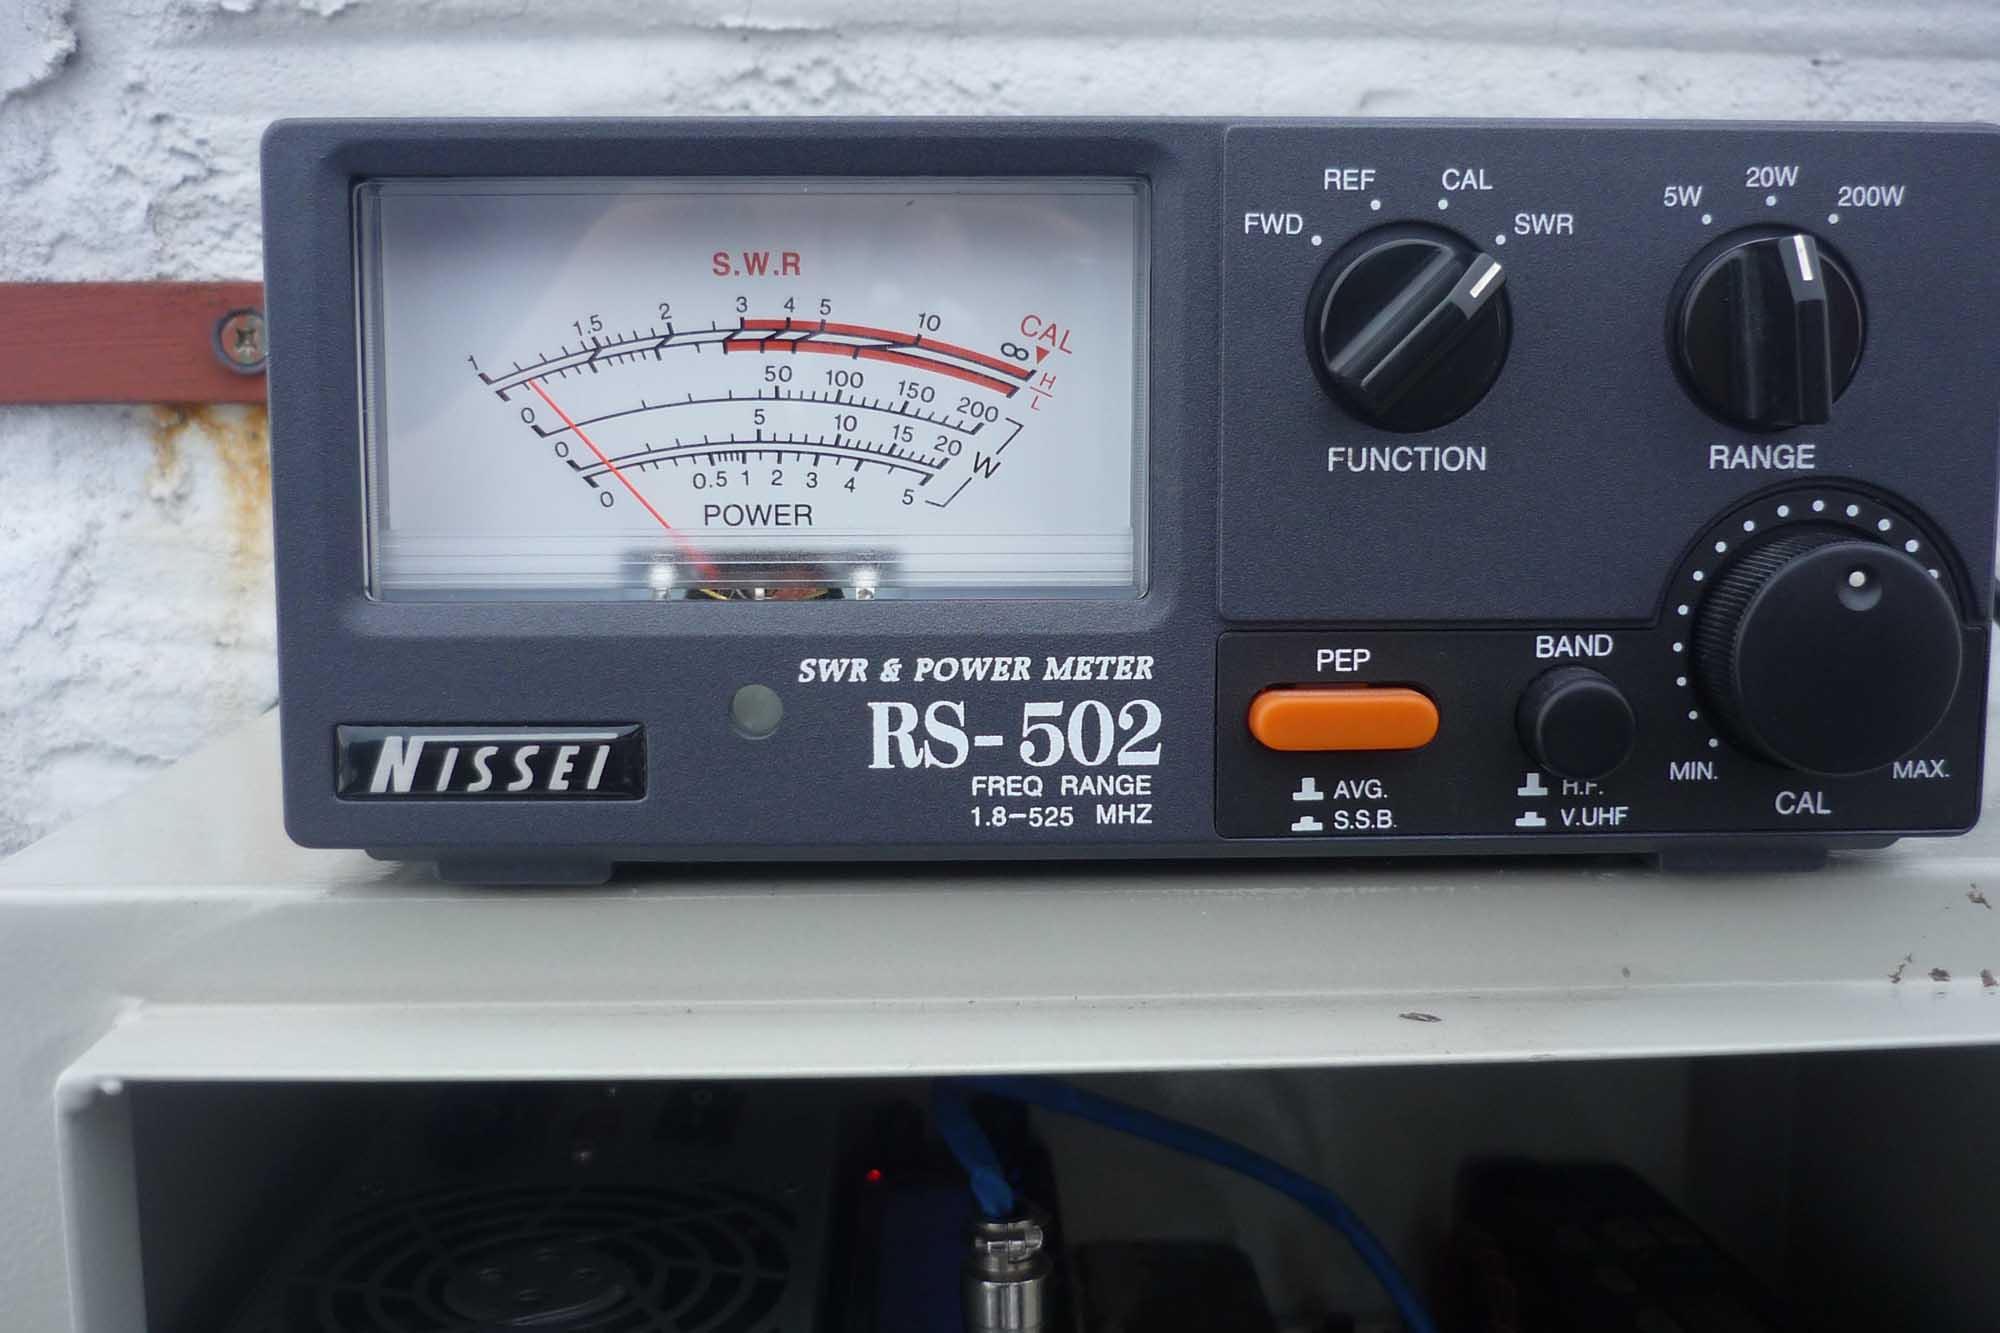 S.W.R
1 1.5 2 3 4 5 10 ∞ CAL
H
L
0 50 100 150 200
0 5 10 15 20 W
0 0.5 1 2 3 4 5
POWER
SWR & POWER METER
RS-502
FREQ RANGE
1.8-525 MHZ
NISSEI
REF CAL
FWD SWR
FUNCTION
20W
5W 200W
RANGE
PEP
AVG.
S.S.B.
BAND
H.F.
V.UHF
MIN. MAX.
CAL